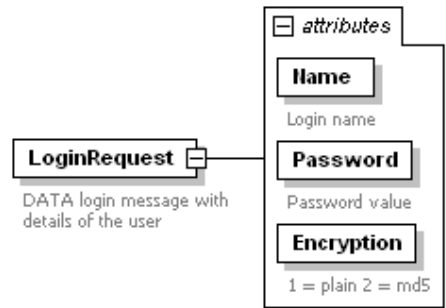 attributes
Name
Login name
LoginRequest
DATA login message with
details of the user
Password
Password value
Encryption
1 = plain 2 = md5